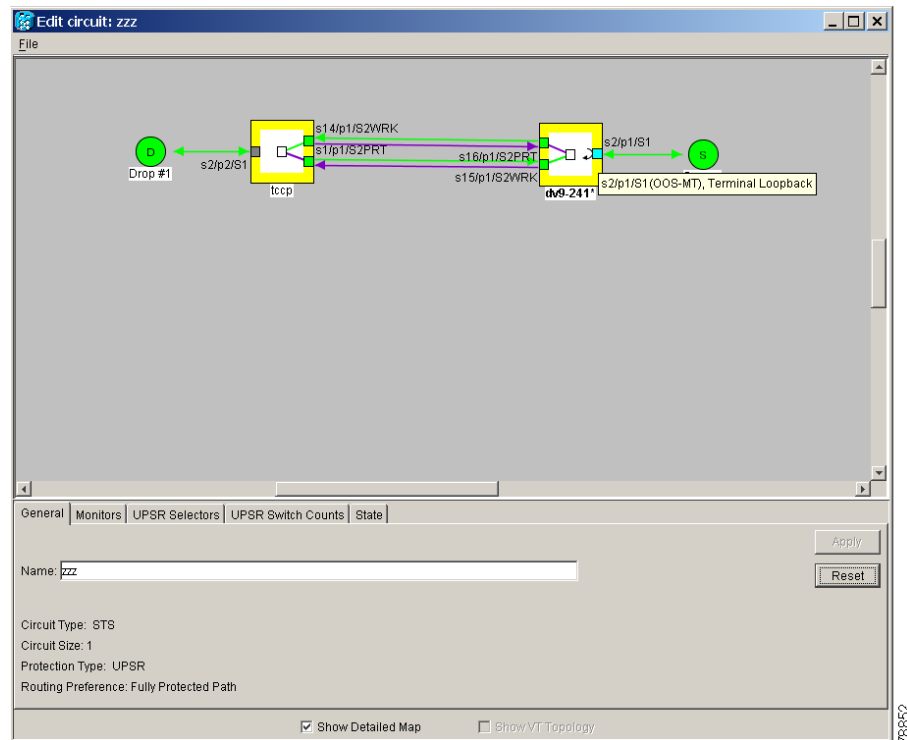 Edit circuit: zzz
File
s14/p1/S2WRK
s1/p1/S2PRT
s2/p1/S1
D
s2/p2/S1
s16/p1/S2PRT
S
Drop #1
s15/p1/S2WRK
s2/p1/S1(OOS-MT), Terminal Loopback
tccp
dv9-241*
General Monitors UPSR Selectors UPSR Switch Counts State
Apply
Name: zzz
Reset
Circuit Type: STS
Circuit Size: 1
Protection Type: UPSR
Routing Preference: Fully Protected Path
Show Detailed Map
Show VT Topology
78852